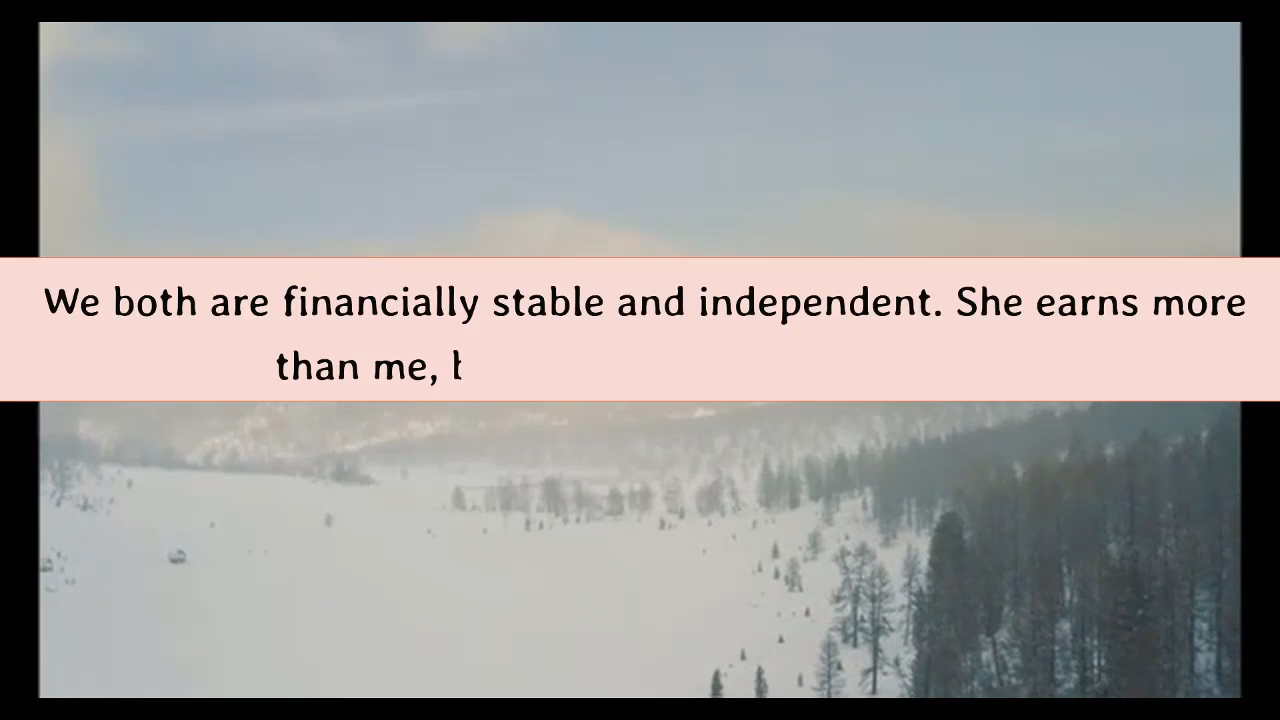 We both are financially stable and independent. She earns more
than me,